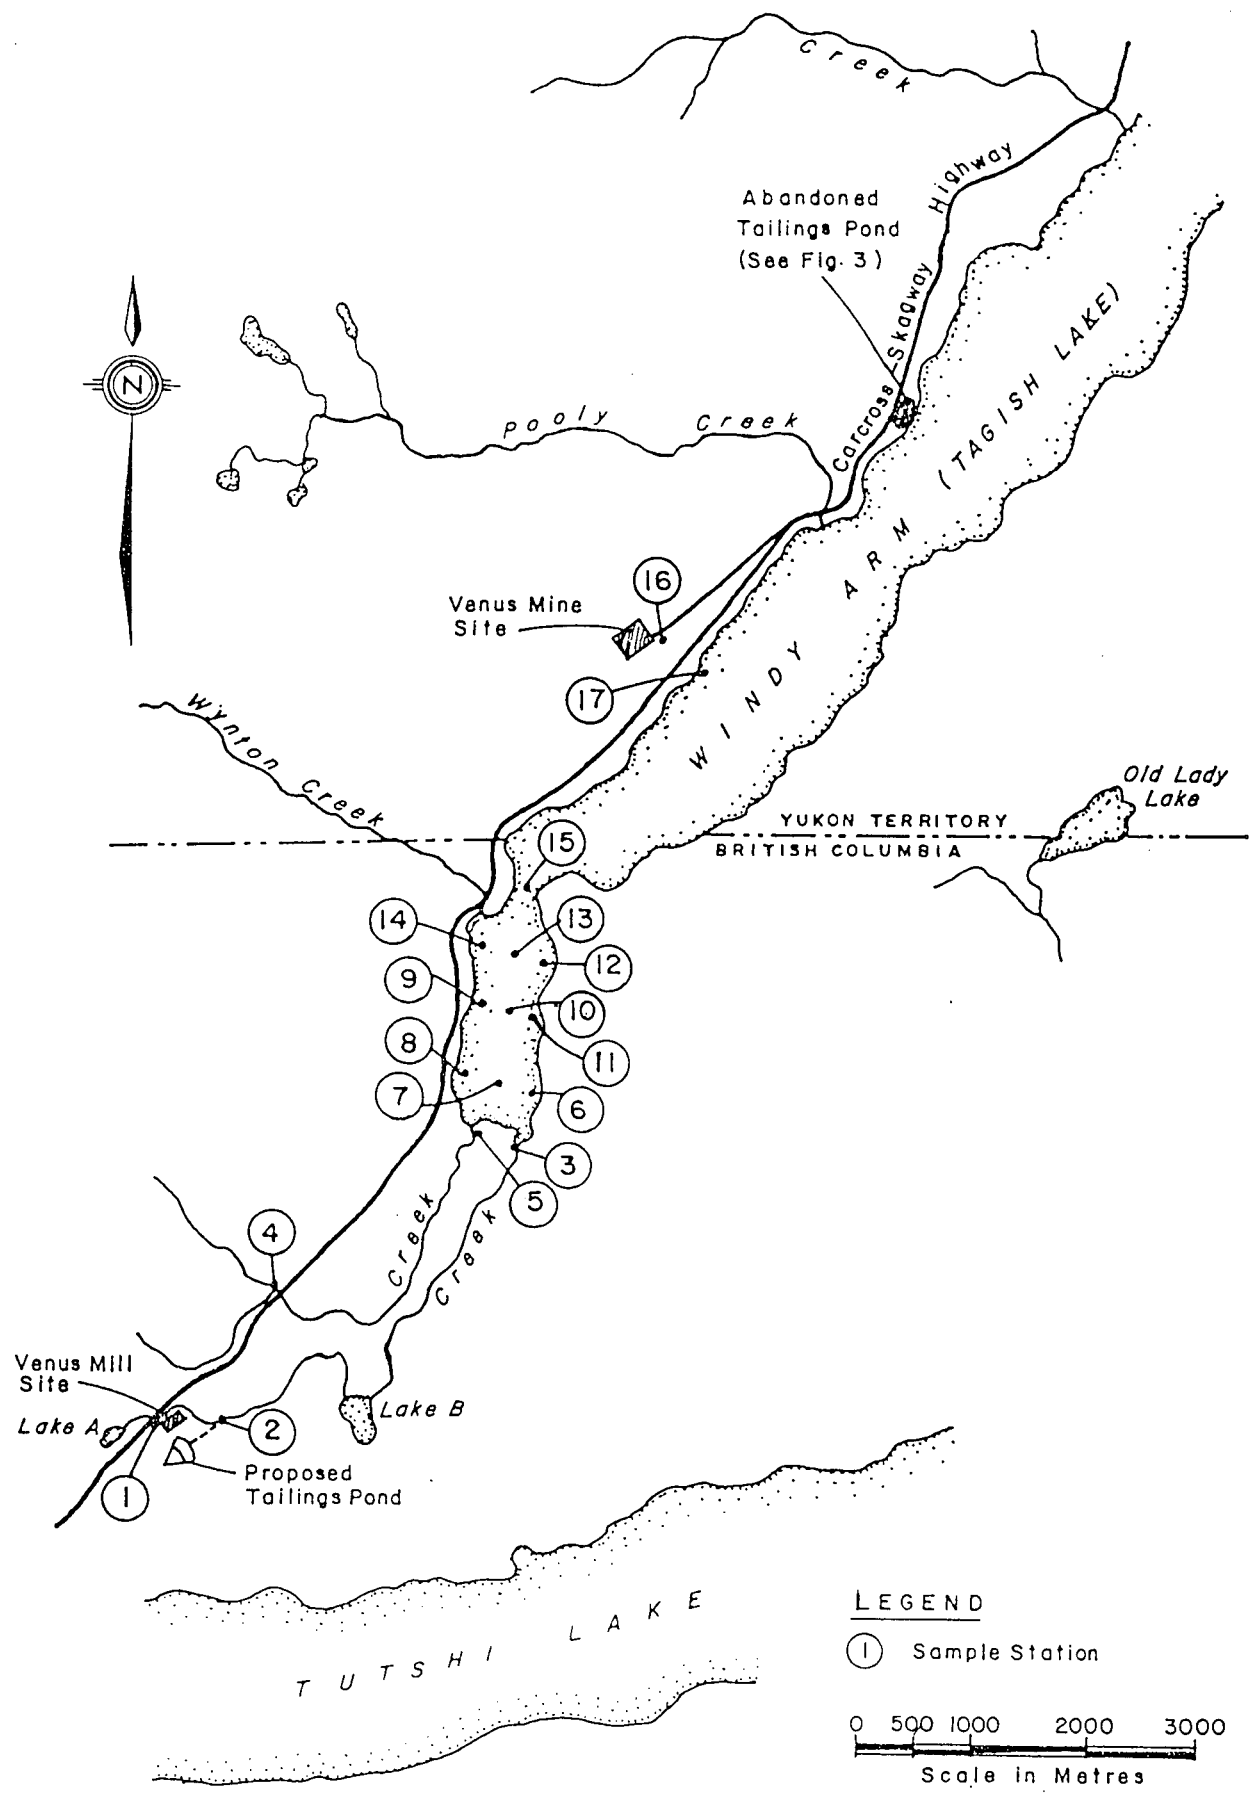 Creek
Highway
Abandoned
Tailings Pond
(See Fig. 3)
Carcross-Skagway
WINDY ARM (TAGISH LAKE)
N
Pooly Creek
16
Venus Mine
Site
17
Wynton Creek
Old Lady
Lake
YUKON TERRITORY
BRITISH COLUMBIA
15
14
13
12
9
10
8
11
7
6
3
5
4
Creek
Creek
Venus Mill
Site
Lake A
Lake B
2
1
Proposed
Tailings Pond
TUTSHI LAKE
LEGEND
1 Sample Station
0 500 1000 2000 3000
Scale in Metres